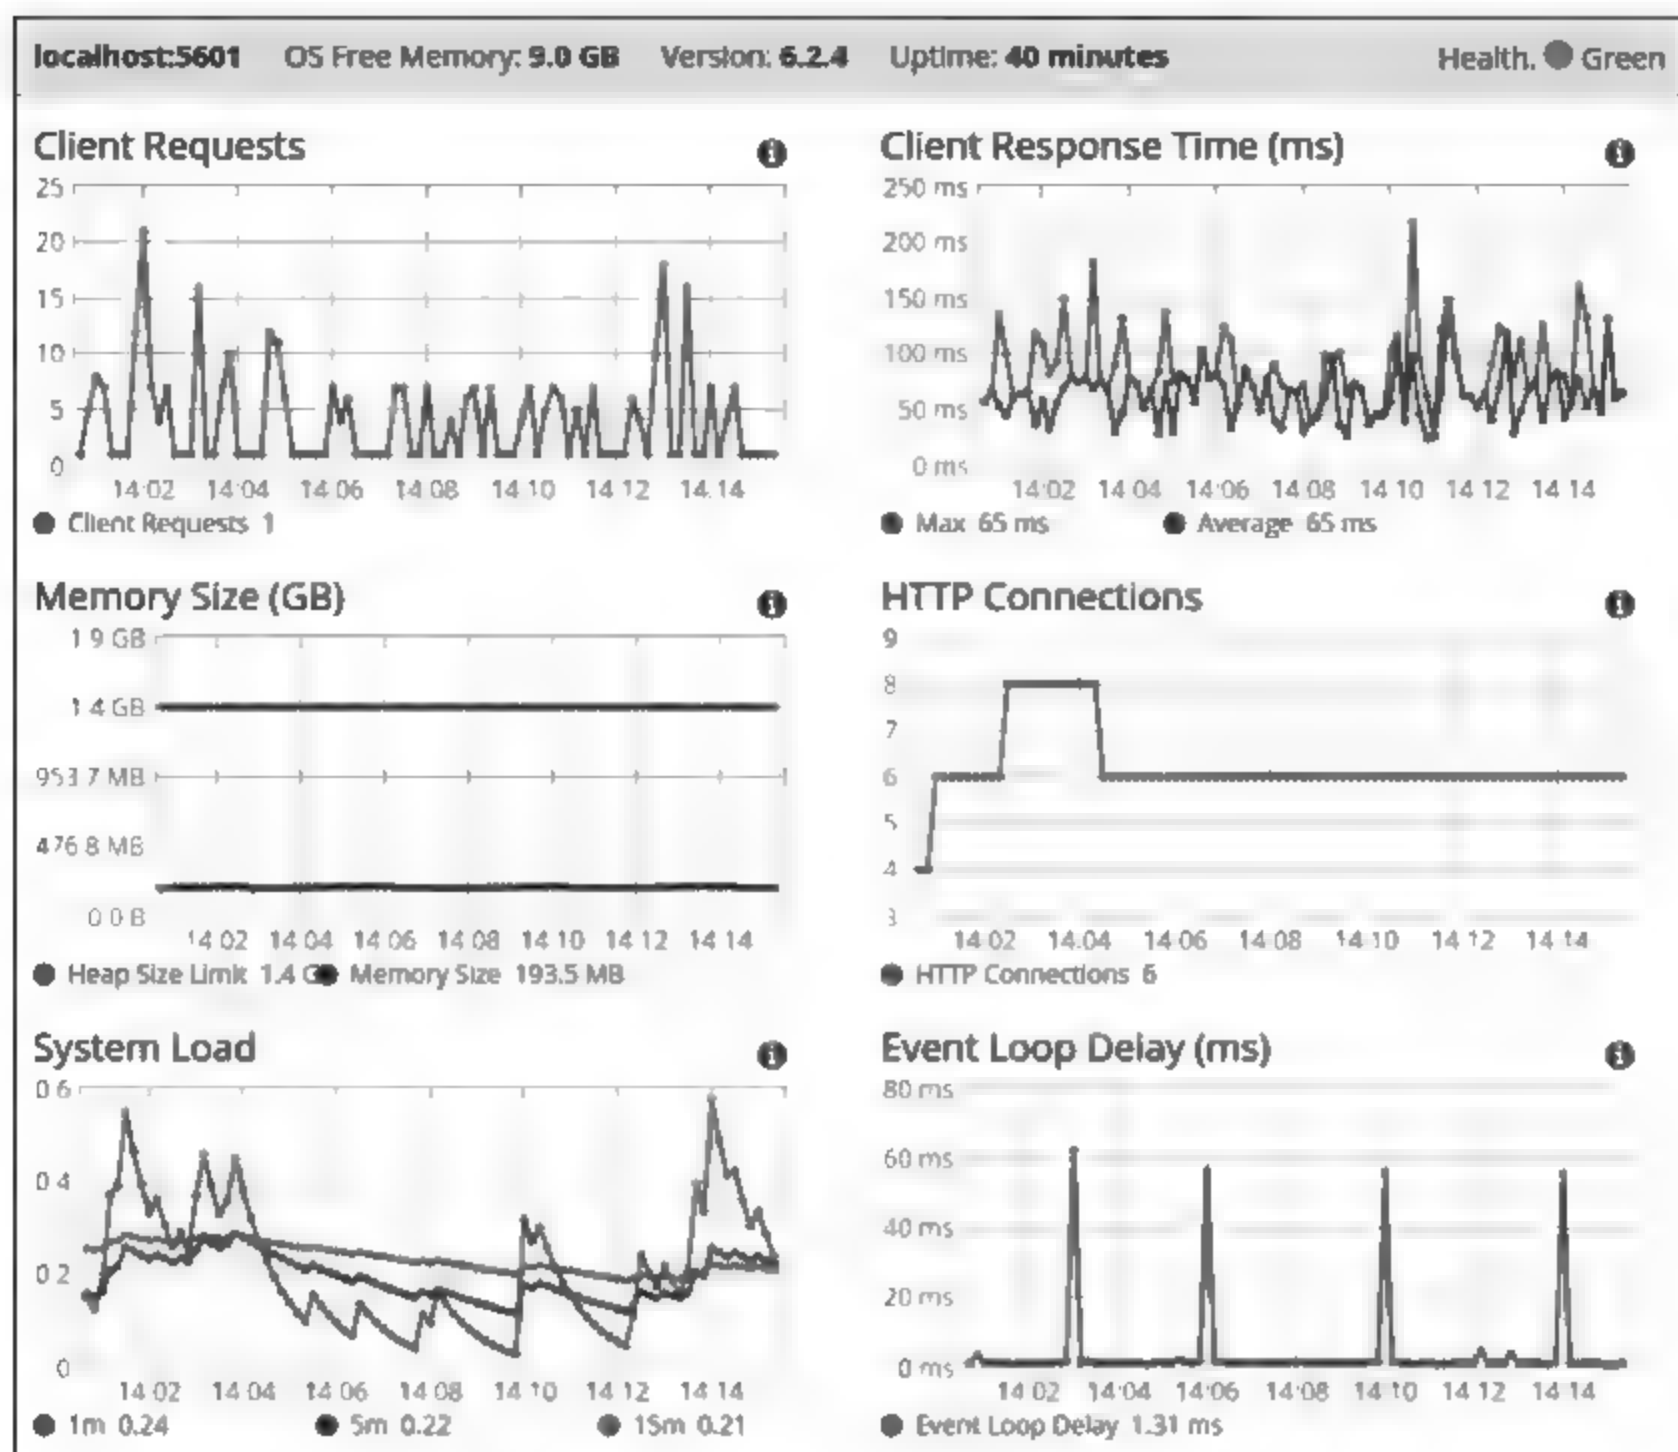 localhost:5601 OS Free Memory: 9.0 GB Version: 6.2.4 Uptime: 40 minutes Health. Green
Client Requests
25
20
15
10
5
0
14:02 14:04 14:06 14:08 14:10 14:12 14:14
Client Requests 1
Client Response Time (ms)
250 ms
200 ms
150 ms
100 ms
50 ms
0 ms
14:02 14:04 14:06 14:08 14:10 14:12 14:14
Max 65 ms Average 65 ms
Memory Size (GB)
1.9 GB
1.4 GB
953.7 MB
476.8 MB
0.0 B
14:02 14:04 14:06 14:08 14:10 14:12 14:14
Heap Size Limit 1.4 G Memory Size 193.5 MB
HTTP Connections
9
8
7
6
5
4
3
14:02 14:04 14:06 14:08 14:10 14:12 14:14
HTTP Connections 6
System Load
0.6
0.4
0.2
0
14:02 14:04 14:06 14:08 14:10 14:12 14:14
1m 0.24 5m 0.22 15m 0.21
Event Loop Delay (ms)
80 ms
60 ms
40 ms
20 ms
0 ms
14:02 14:04 14:06 14:08 14:10 14:12 14:14
Event Loop Delay 1.31 ms